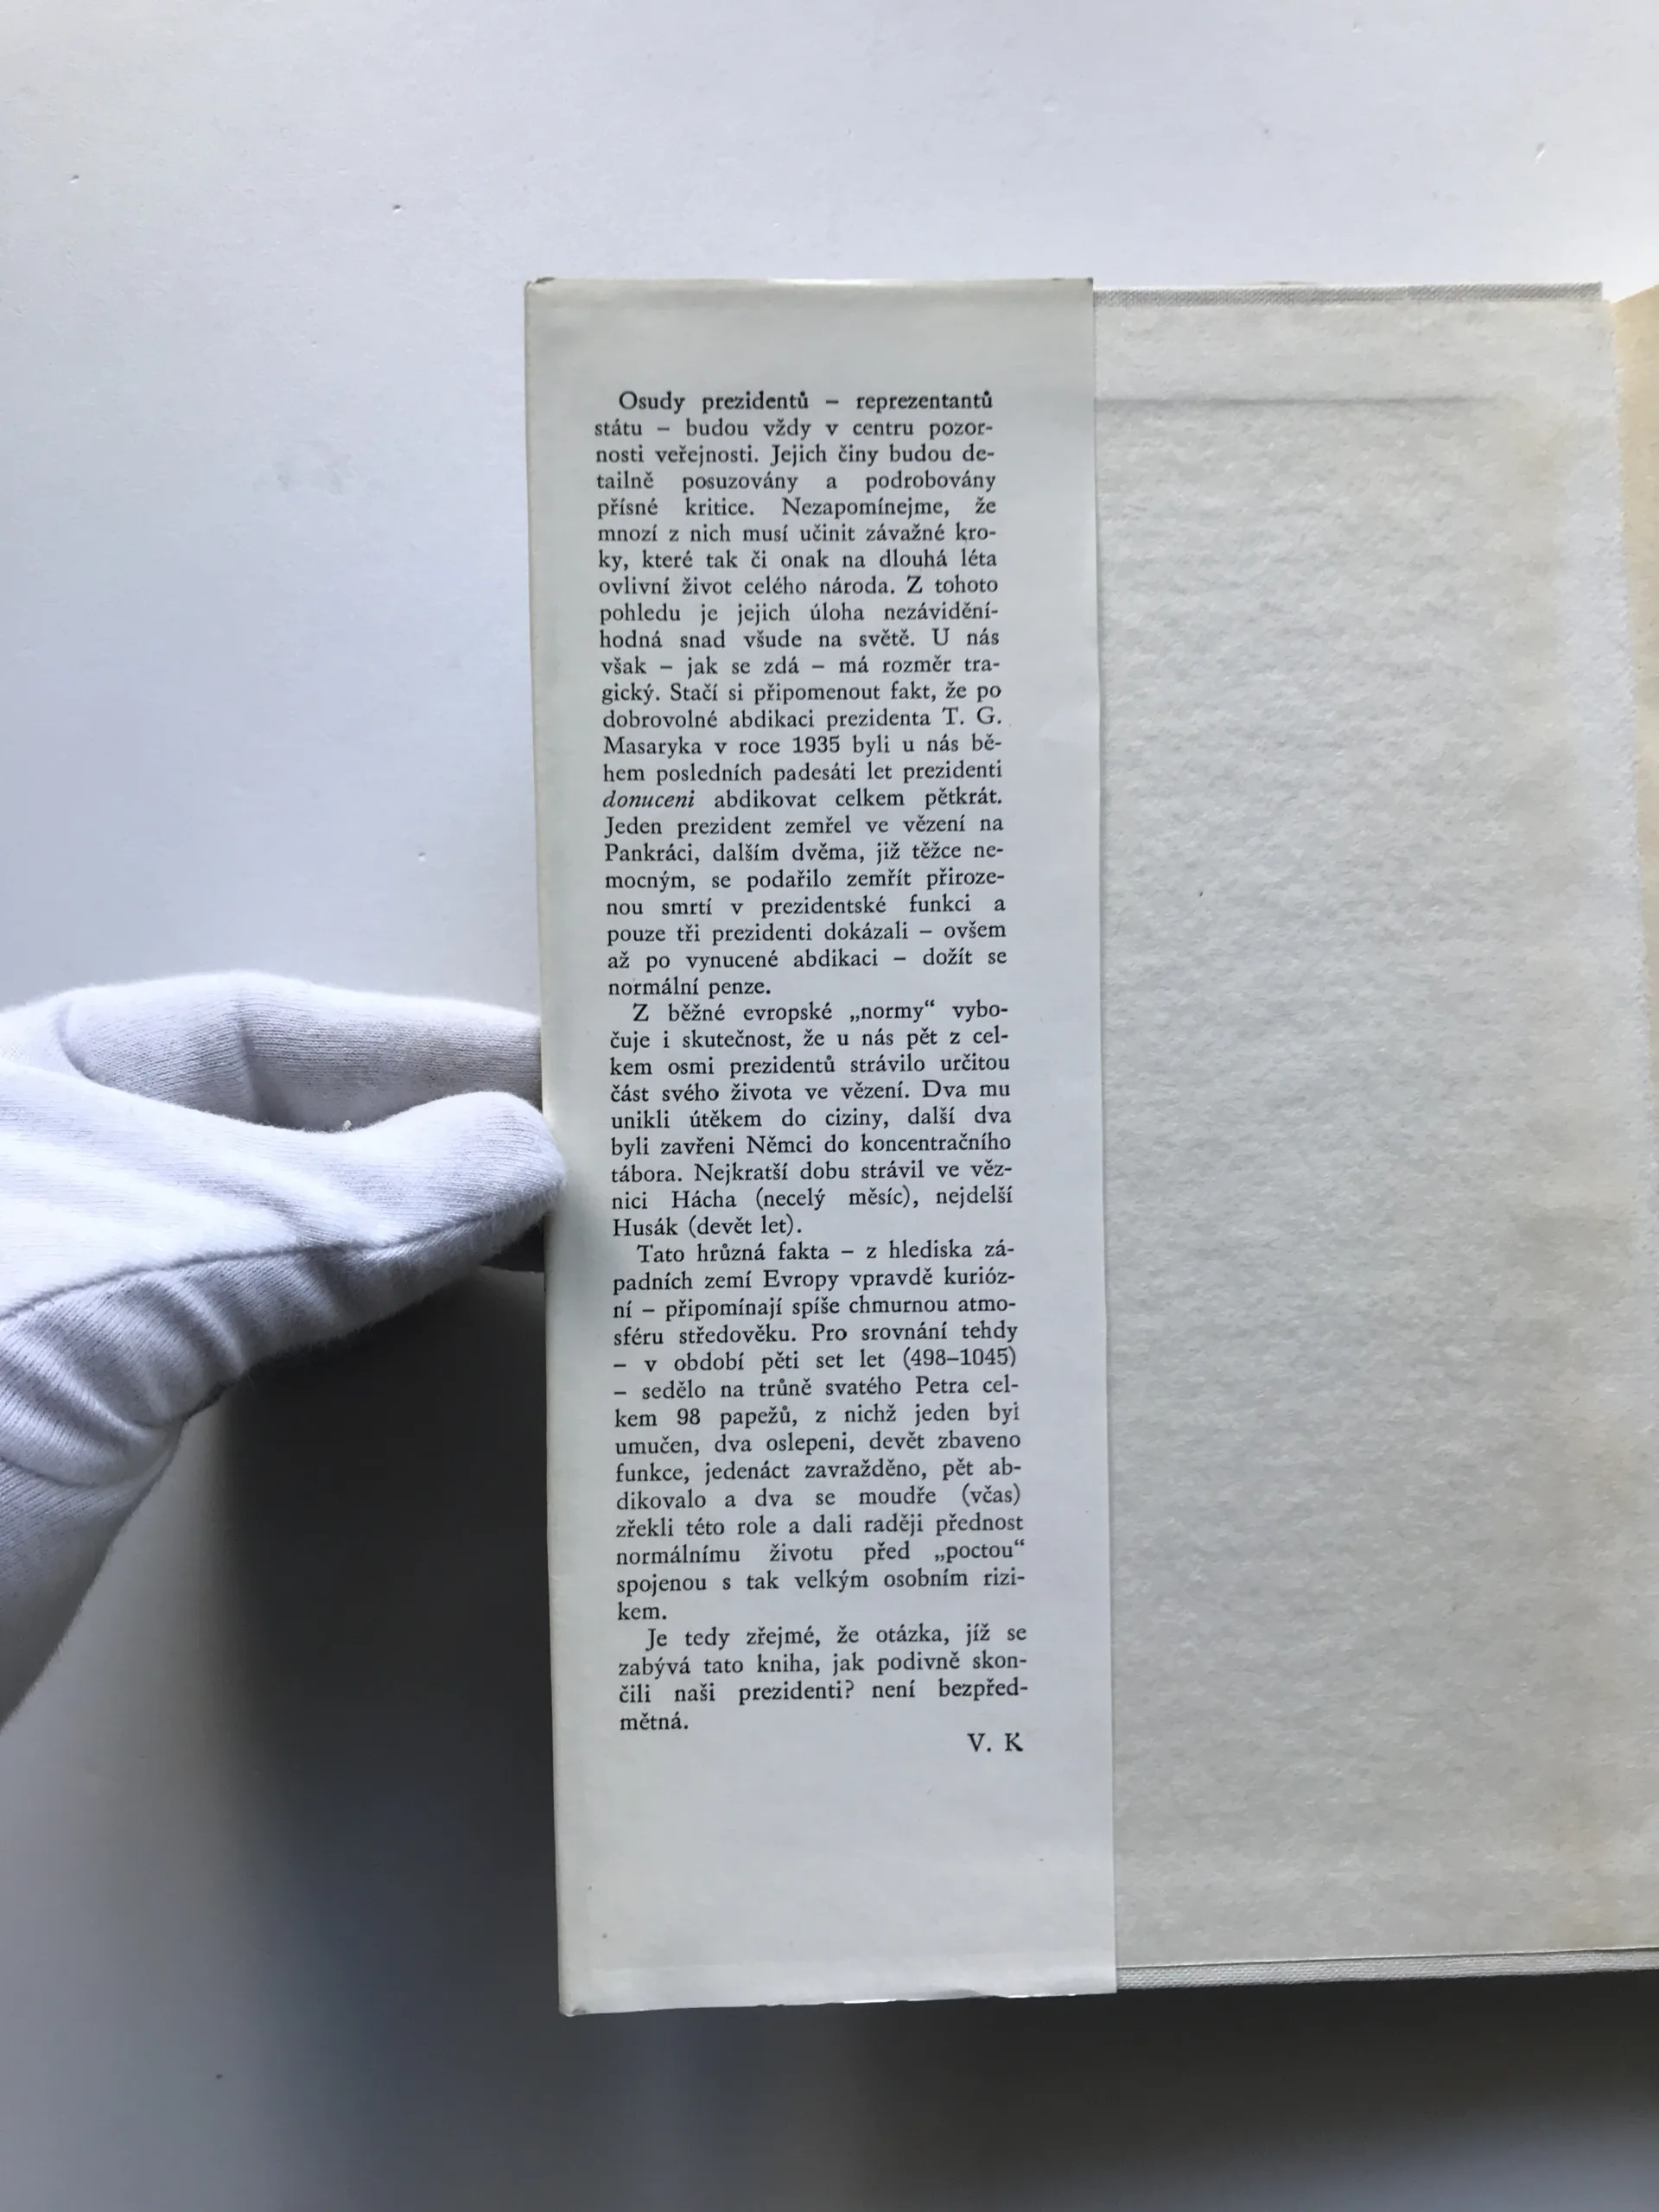 Osudy prezidentů – reprezentantů
státu – budou vždy v centru pozor-
nosti veřejnosti. Jejich činy budou de-
tailně posuzovány a podrobovány
přísné kritice. Nezapomínejme, že
mnozí z nich musí učinit závažné kro-
ky, které tak či onak na dlouhá léta
ovlivní život celého národa. Z tohoto
pohledu je jejich úloha nezávidění-
hodná snad všude na světě. U nás
však – jak se zdá – má rozměr tra-
gický. Stačí si připomenout fakt, že po
dobrovolné abdikaci prezidenta T. G.
Masaryka v roce 1935 byli u nás bě-
hem posledních padesáti let prezidenti
donuceni abdikovat celkem pětkrát.
Jeden prezident zemřel ve vězení na
Pankráci, dalším dvěma, již těžce ne-
mocným, se podařilo zemřít přiroze-
nou smrtí v prezidentské funkci a
pouze tři prezidenti dokázali – ovšem
až po vynucené abdikaci – dožít se
normální penze.
Z běžné evropské „normy“ vybo-
čuje i skutečnost, že u nás pět z cel-
kem osmi prezidentů strávilo určitou
část svého života ve vězení. Dva mu
unikli útěkem do ciziny, další dva
byli zavřeni Němci do koncentračního
tábora. Nejkratší dobu strávil ve věz-
nici Hácha (necelý měsíc), nejdelší
Husák (devět let).
Tato hrůzná fakta – z hlediska zá-
padních zemí Evropy vpravdě kurióz-
ní – připomínají spíše chmurnou atmo-
sféru středověku. Pro srovnání tehdy
– v období pěti set let (498–1045)
– sedělo na trůně svatého Petra cel-
kem 98 papežů, z nichž jeden byl
umučen, dva oslepeni, devět zbaveno
funkce, jedenáct zavražděno, pět ab-
dikovalo a dva se moudře (včas)
zřekli této role a dali raději přednost
normálnímu životu před „poctou“
spojenou s tak velkým osobním rizi-
kem.
Je tedy zřejmé, že otázka, jíž se
zabývá tato kniha, jak podivně skon-
čili naši prezidenti? není bezpřed-
mětná.
V. K